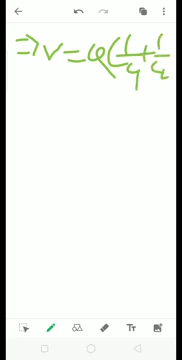 ⇒ V = Q(1/4 + 1/4